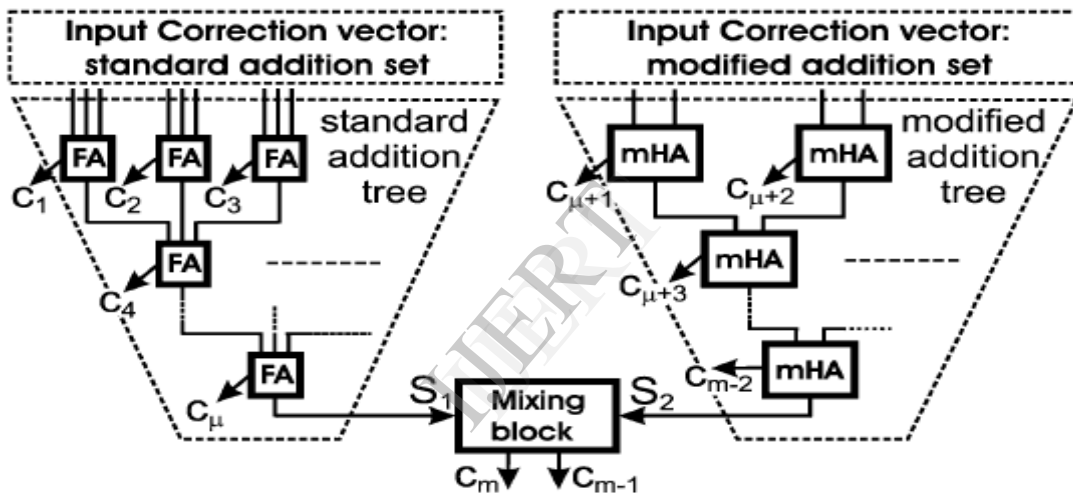 Input Correction vector:
standard addition set
Input Correction vector:
modified addition set
standard
addition
tree
modified
addition
tree
FA
FA
FA
mHA
mHA
C1
C2
C3
Cμ+1
Cμ+2
FA
mHA
C4
Cμ+3
FA
mHA
Cμ
Cm-2
S1
S2
Mixing
block
Cm
Cm-1
IJERT